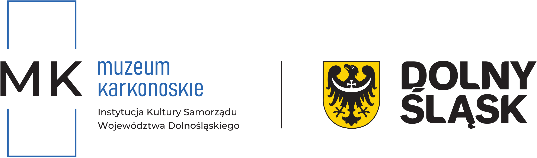 MK
muzeum
karkonoskie
Instytucja Kultury Samorządu
Województwa Dolnośląskiego
DOLNY
ŚLĄSK